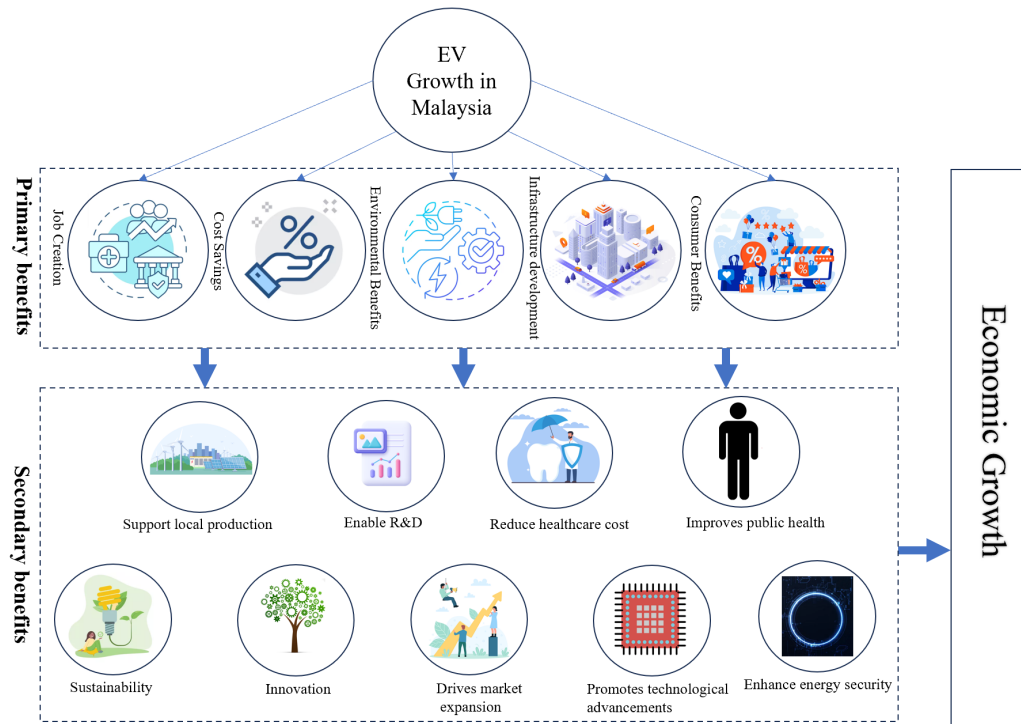 EV
Growth in
Malaysia
Primary benefits
Job Creation
Cost Savings
Environmental Benefits
Infrastructure development
Consumer Benefits
Secondary benefits
Support local production
Enable R&D
Reduce healthcare cost
Improves public health
Sustainability
Innovation
Drives market
expansion
Promotes technological
advancements
Enhance energy security
Economic Growth